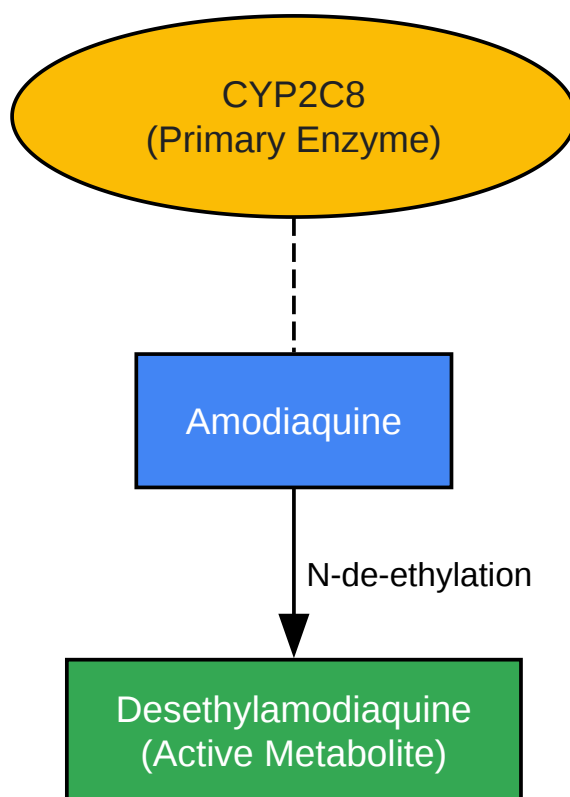 CYP2C8
(Primary Enzyme)
Amodiaquine
N-de-ethylation
Desethylamodiaquine
(Active Metabolite)